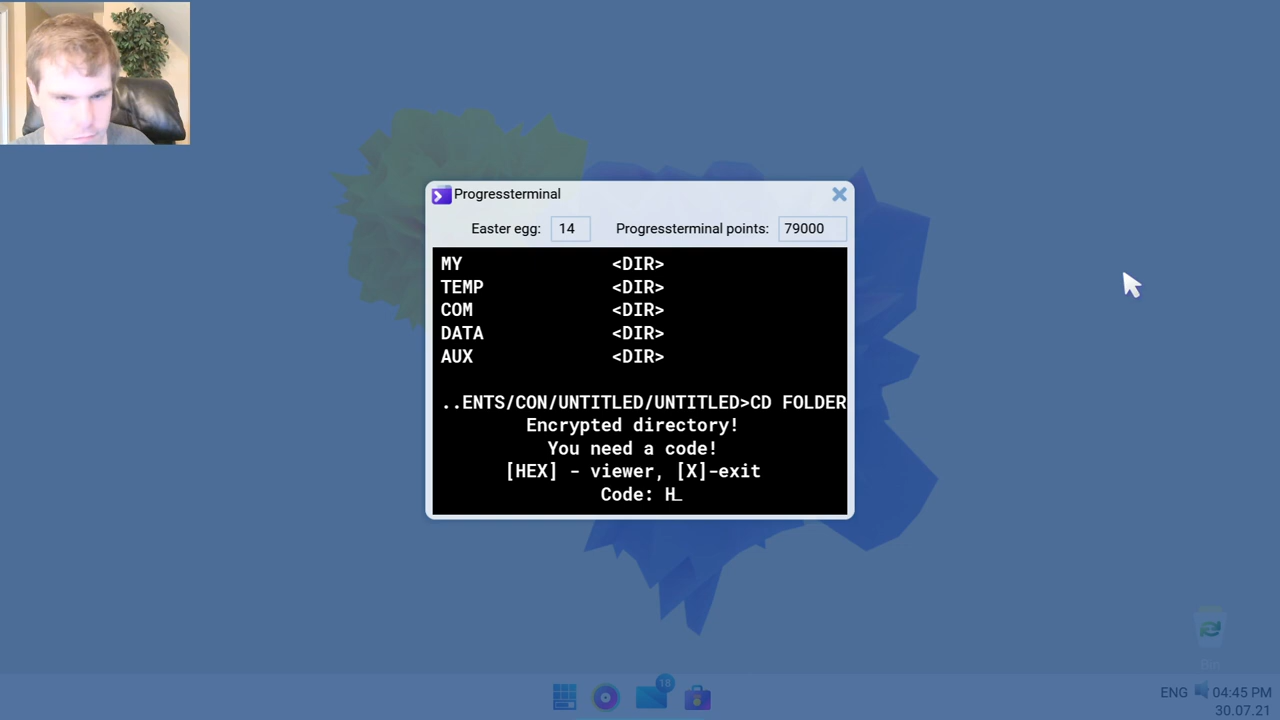 Progressterminal
Easter egg: 14 Progressterminal points: 79000
MY <DIR>
TEMP <DIR>
COM <DIR>
DATA <DIR>
AUX <DIR>
..ENTS/CON/UNTITLED/UNTITLED>CD FOLDER
Encrypted directory!
You need a code!
[HEX] - viewer, [X]-exit
Code: H_
18
ENG 04:45 PM
30.07.21